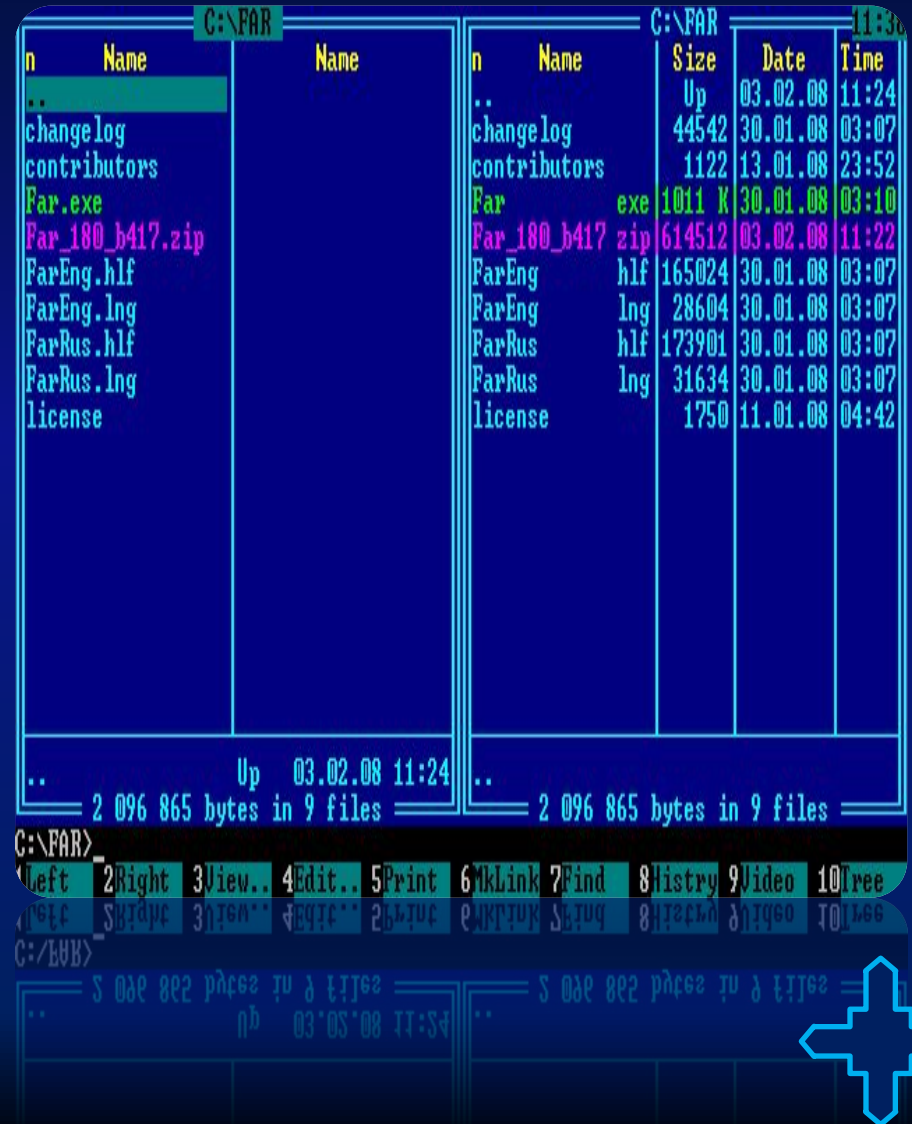 C:\FAR C:\FAR
n Name Name n Name Size Date Time
.. .. Up 03.02.08 11:24
changelog changelog 44542 30.01.08 03:07
contributors contributors 1122 13.01.08 23:52
Far.exe Far exe 1011 K 30.01.08 03:10
Far_180_b417.zip Far_180_b417 zip 614512 03.02.08 11:22
FarEng.hlf FarEng hlf 165024 30.01.08 03:07
FarEng.lng FarEng lng 28604 30.01.08 03:07
FarRus.hlf FarRus hlf 173901 30.01.08 03:07
FarRus.lng FarRus lng 31634 30.01.08 03:07
license license 1750 11.01.08 04:42
.. Up 03.02.08 11:24 ..
2 096 865 bytes in 9 files 2 096 865 bytes in 9 files
C:\FAR>_
1Left 2Right 3View.. 4Edit.. 5Print 6MkLink 7Find 8Histry 9Video 10Tree